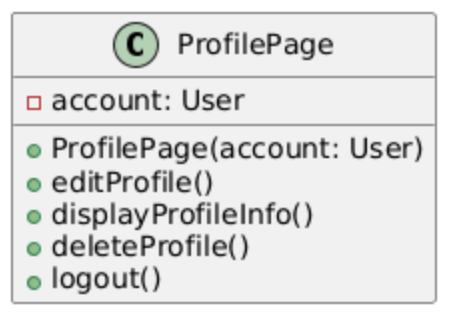 C ProfilePage
account: User
ProfilePage(account: User)
editProfile()
displayProfileInfo()
deleteProfile()
logout()